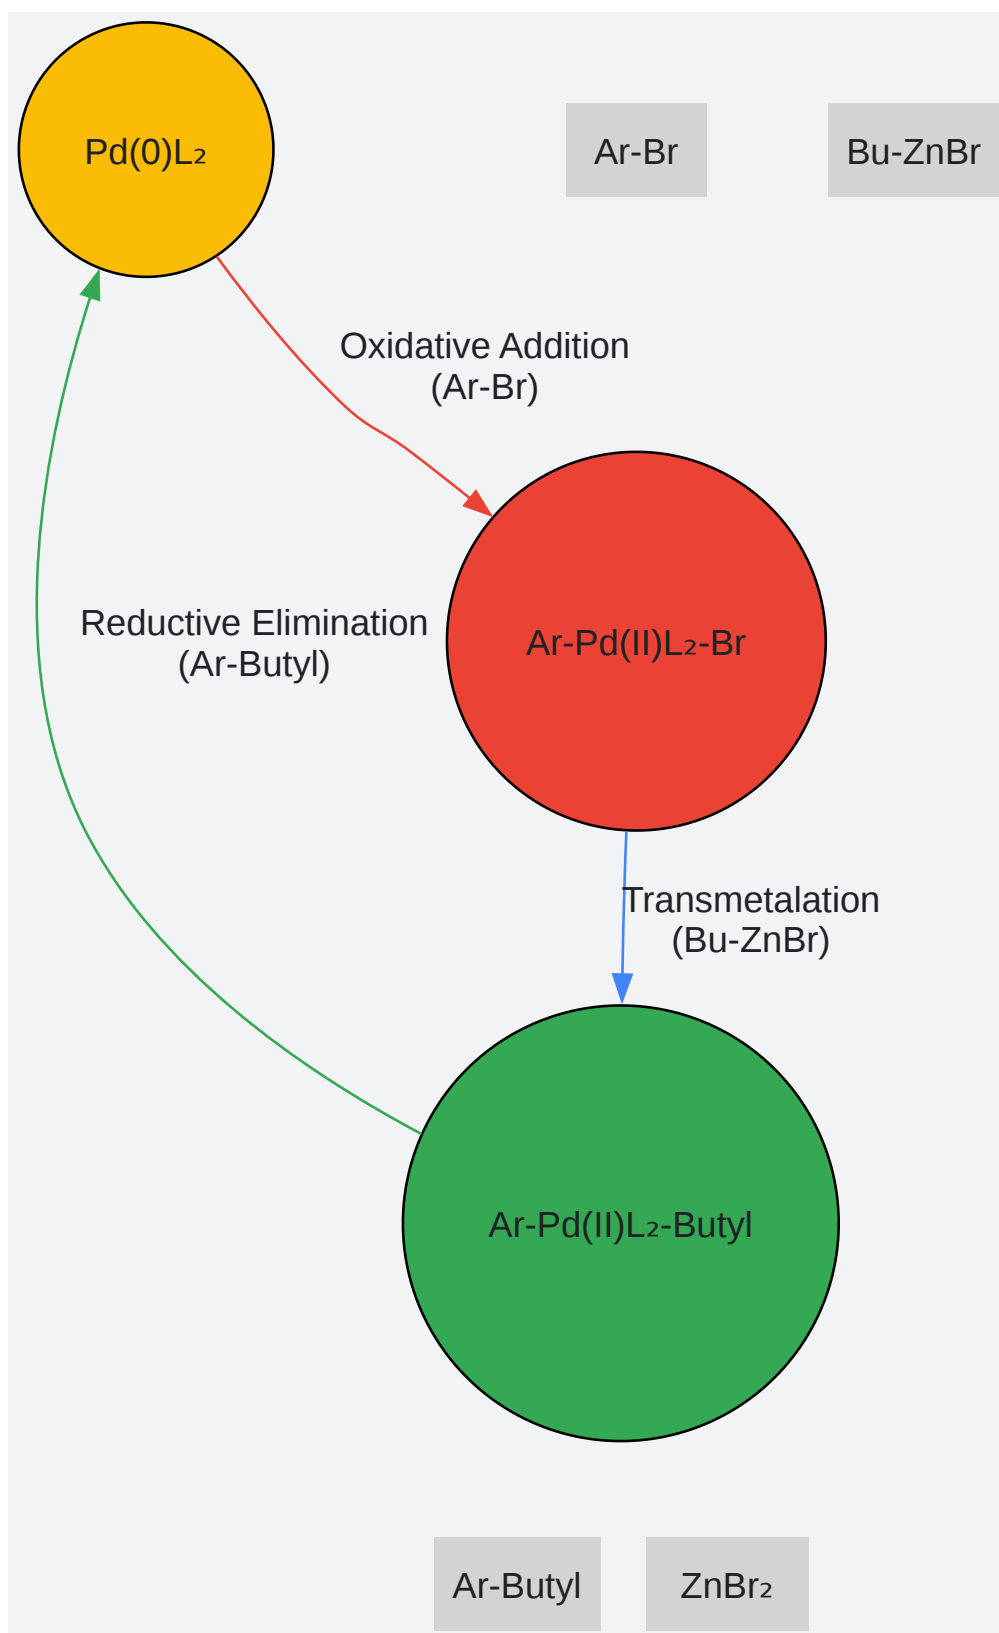 Pd(0)L₂
Ar-Br
Bu-ZnBr
Oxidative Addition
(Ar-Br)
Reductive Elimination
(Ar-Butyl)
Ar-Pd(II)L₂-Br
Transmetalation
(Bu-ZnBr)
Ar-Pd(II)L₂-Butyl
Ar-Butyl
ZnBr₂